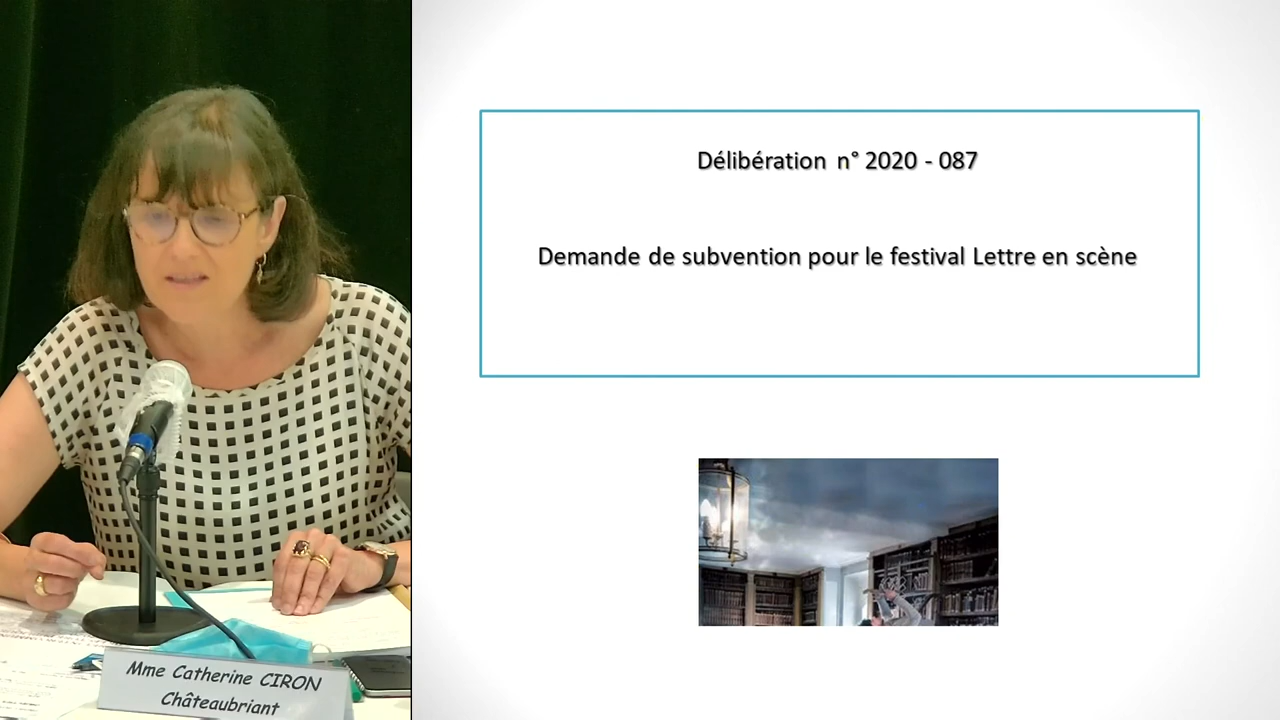 Délibération n° 2020 - 087
Demande de subvention pour le festival Lettre en scène
Mme Catherine CIRON
Châteaubriant